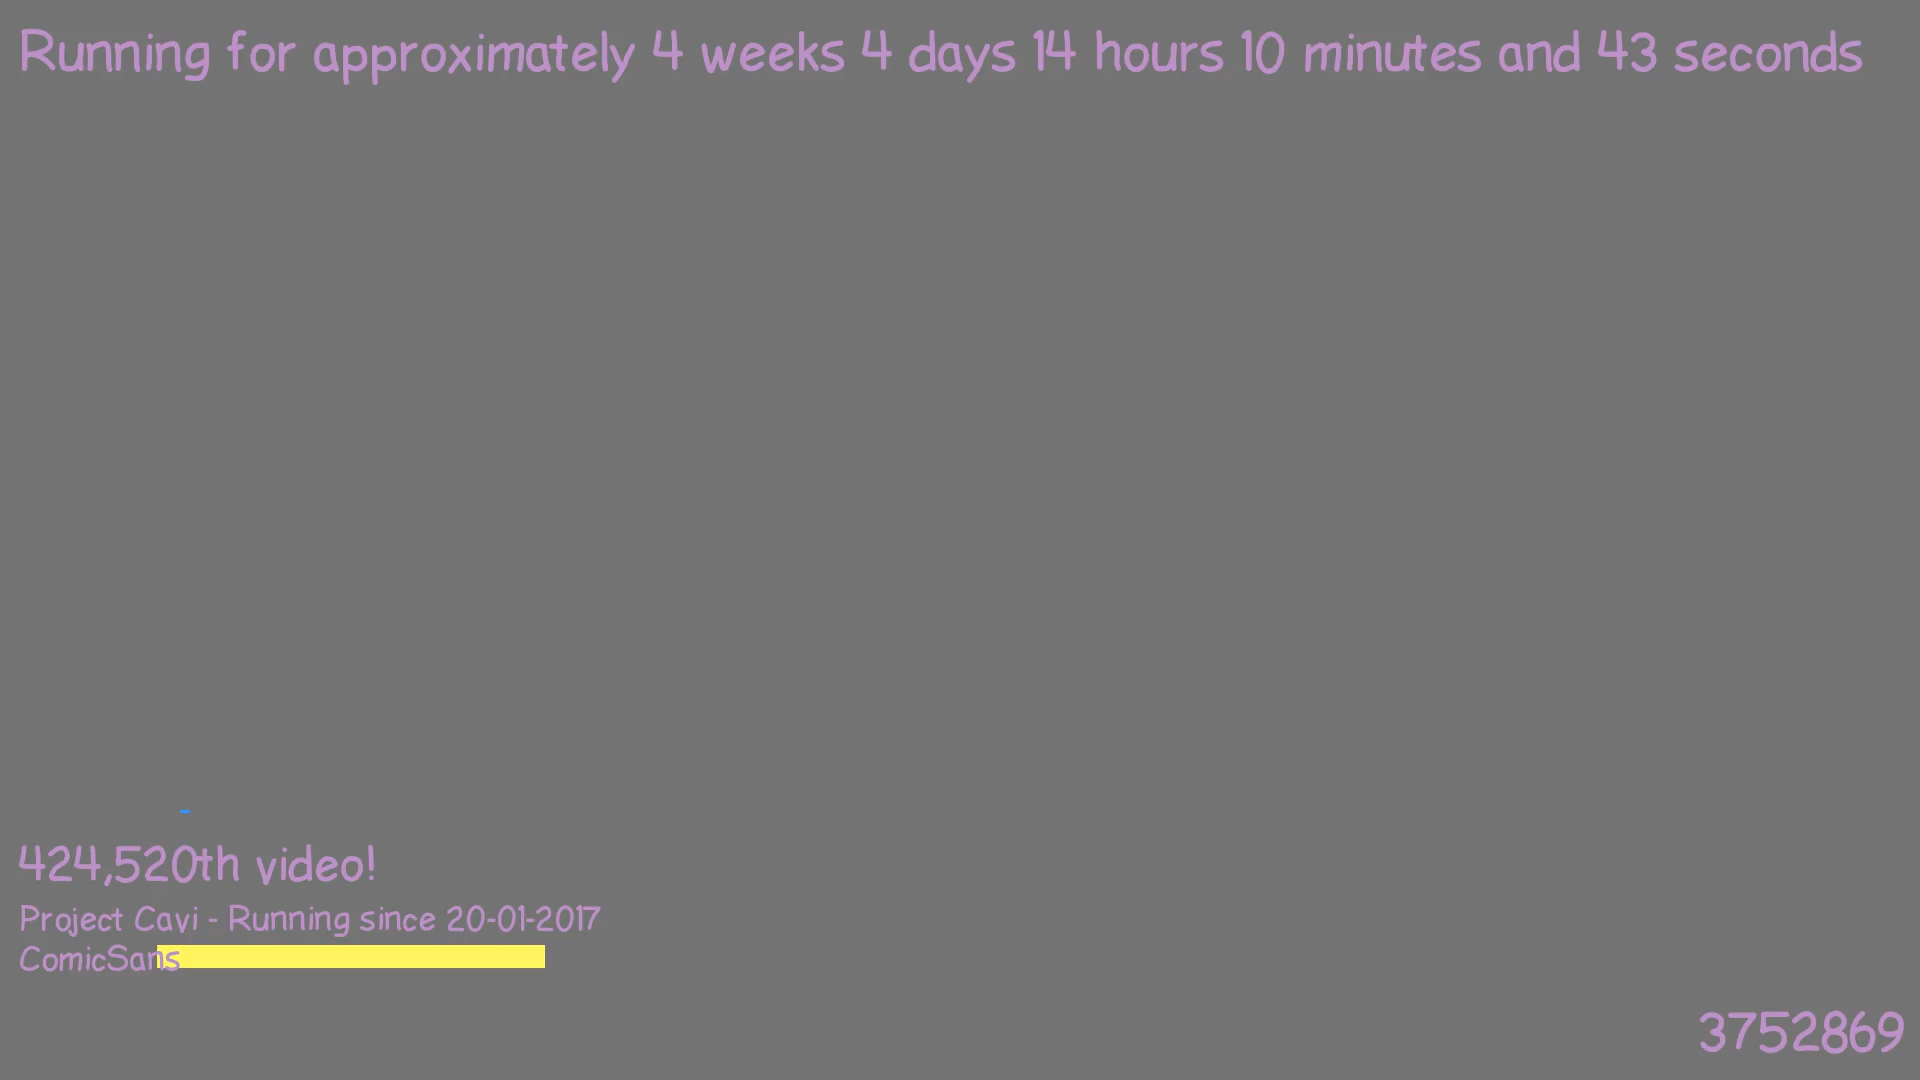 Running for approximately 4 weeks 4 days 14 hours 10 minutes and 43 seconds
424,520th video!
Project Cavi - Running since 20-01-2017
ComicSans
3752869